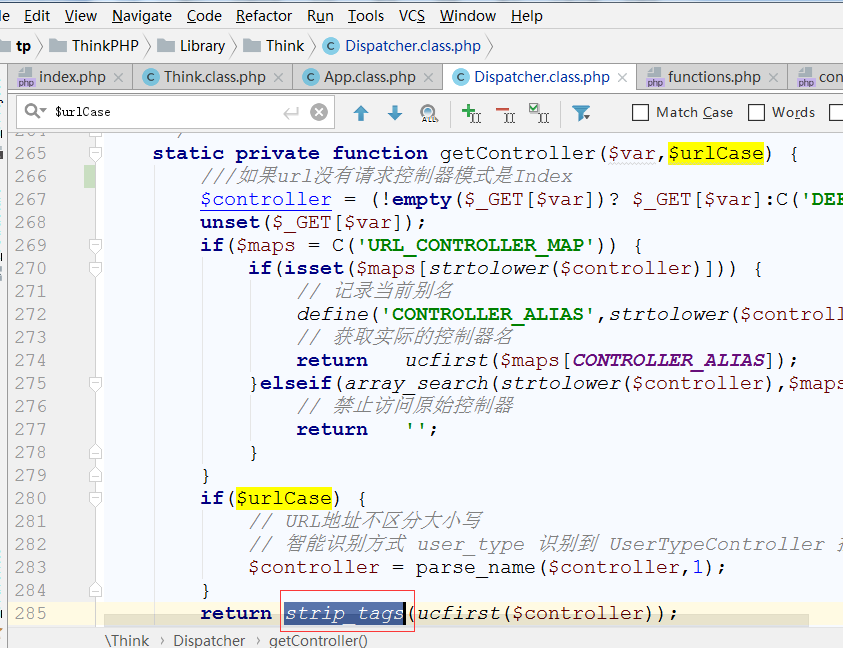 le Edit View Navigate Code Refactor Run Tools VCS Window Help
tp ThinkPHP Library Think Dispatcher.class.php
index.php Think.class.php App.class.php Dispatcher.class.php functions.php con
$urlCase Match Case Words
265 static private function getController($var,$urlCase) {
266 ///如果url没有请求控制器模式是Index
267 $controller = (!empty($_GET[$var])? $_GET[$var]:C('DEF
268 unset($_GET[$var]);
269 if($maps = C('URL_CONTROLLER_MAP')) {
270 if(isset($maps[strtolower($controller)])) {
271 // 记录当前别名
272 define('CONTROLLER_ALIAS',strtolower($controll
273 // 获取实际的控制器名
274 return ucfirst($maps[CONTROLLER_ALIAS]);
275 }elseif(array_search(strtolower($controller),$maps
276 // 禁止访问原始控制器
277 return '';
278 }
279 }
280 if($urlCase) {
281 // URL地址不区分大小写
282 // 智能识别方式 user_type 识别到 UserTypeController
283 $controller = parse_name($controller,1);
284 }
285 return strip_tags(ucfirst($controller));
\Think › Dispatcher › getController()